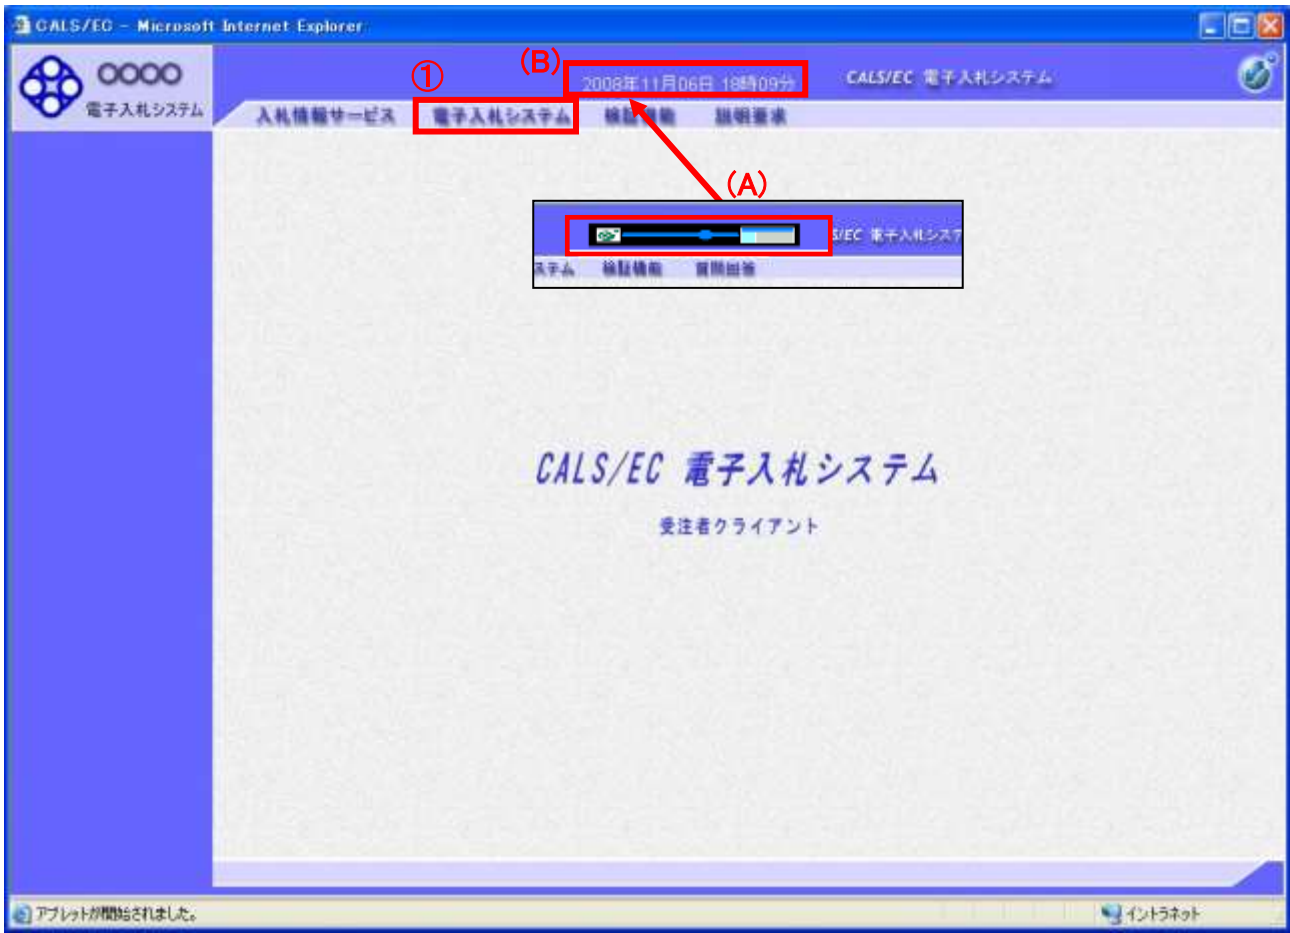 CALS/EC - Microsoft Internet Explorer
○○○○
電子入札システム
①
(B)
2008年11月06日 18時09分
CALS/EC 電子入札システム
入札情報サービス
電子入札システム
検証機能
説明要求
(A)
S/EC 電子入札システ
ステム
検証機能
質問回答
CALS/EC 電子入札システム
受注者クライアント
アプレットが開始されました。
イントラネット